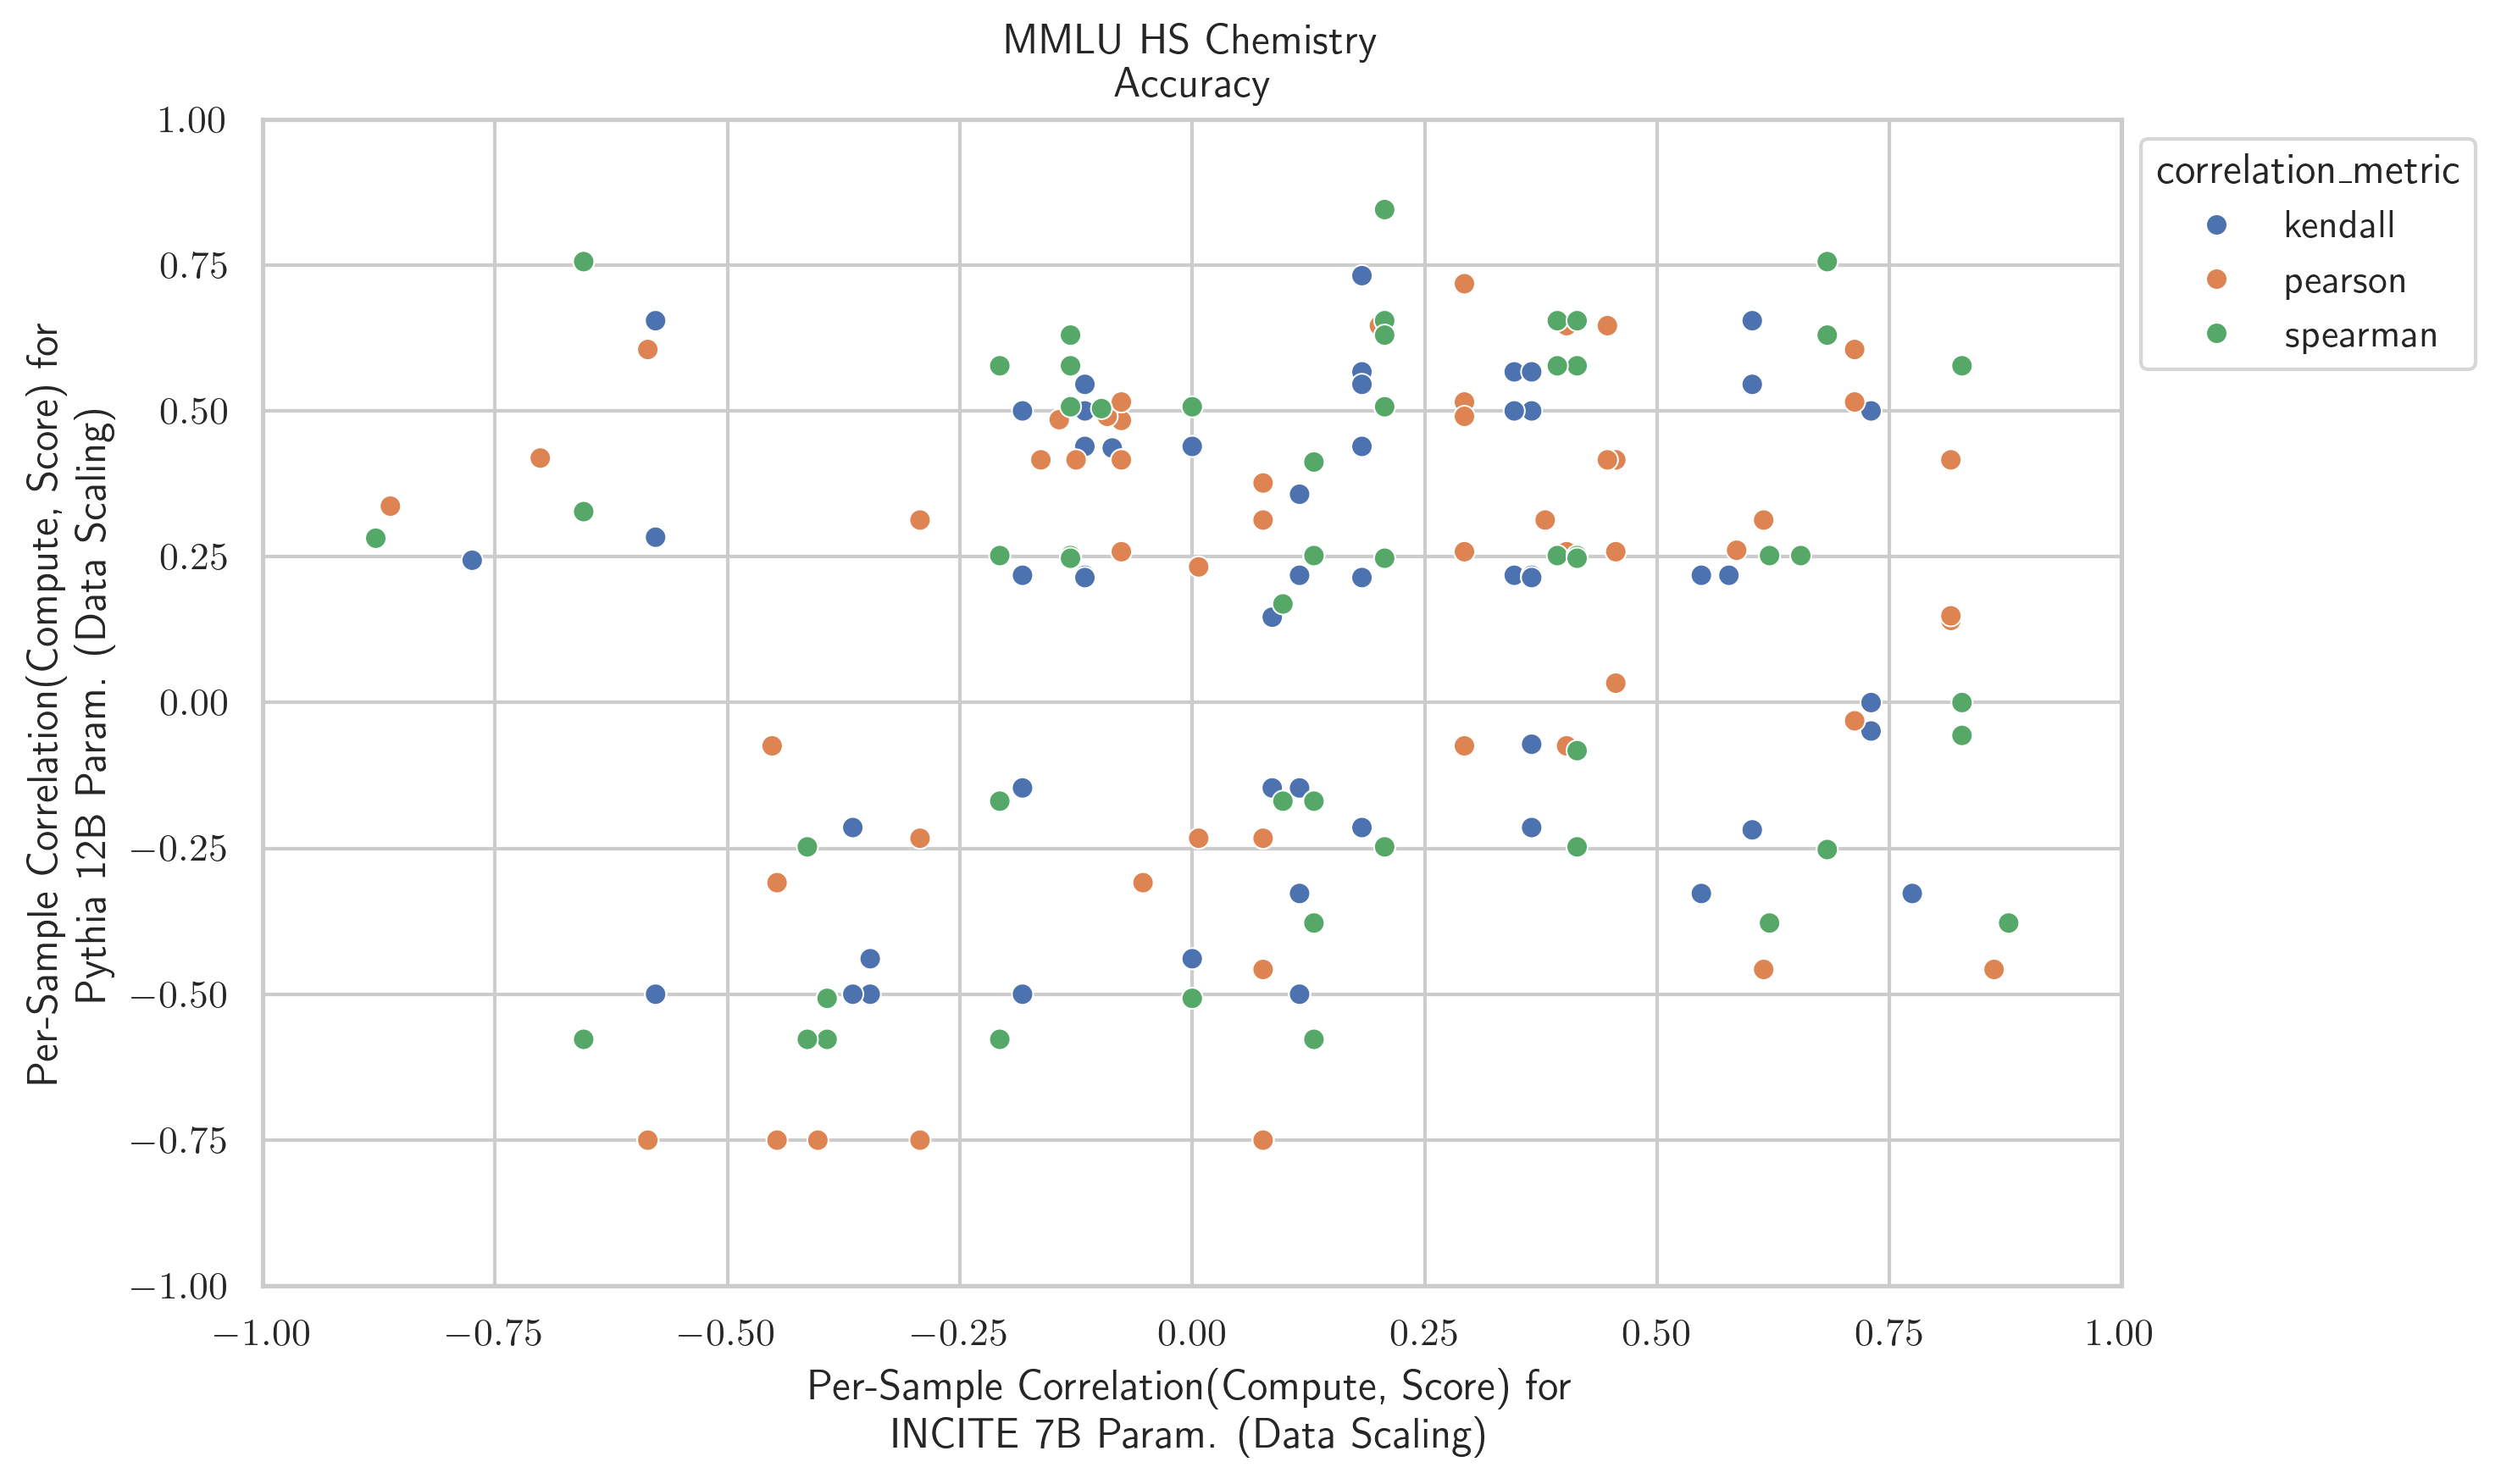 MMLU HS Chemistry
Accuracy
Per-Sample Correlation(Compute, Score) for
Pythia 12B Param. (Data Scaling)
1.00
0.75
0.50
0.25
0.00
−0.25
−0.50
−0.75
−1.00
−1.00 −0.75 −0.50 −0.25 0.00 0.25 0.50 0.75 1.00
Per-Sample Correlation(Compute, Score) for
INCITE 7B Param. (Data Scaling)
correlation_metric
kendall
pearson
spearman